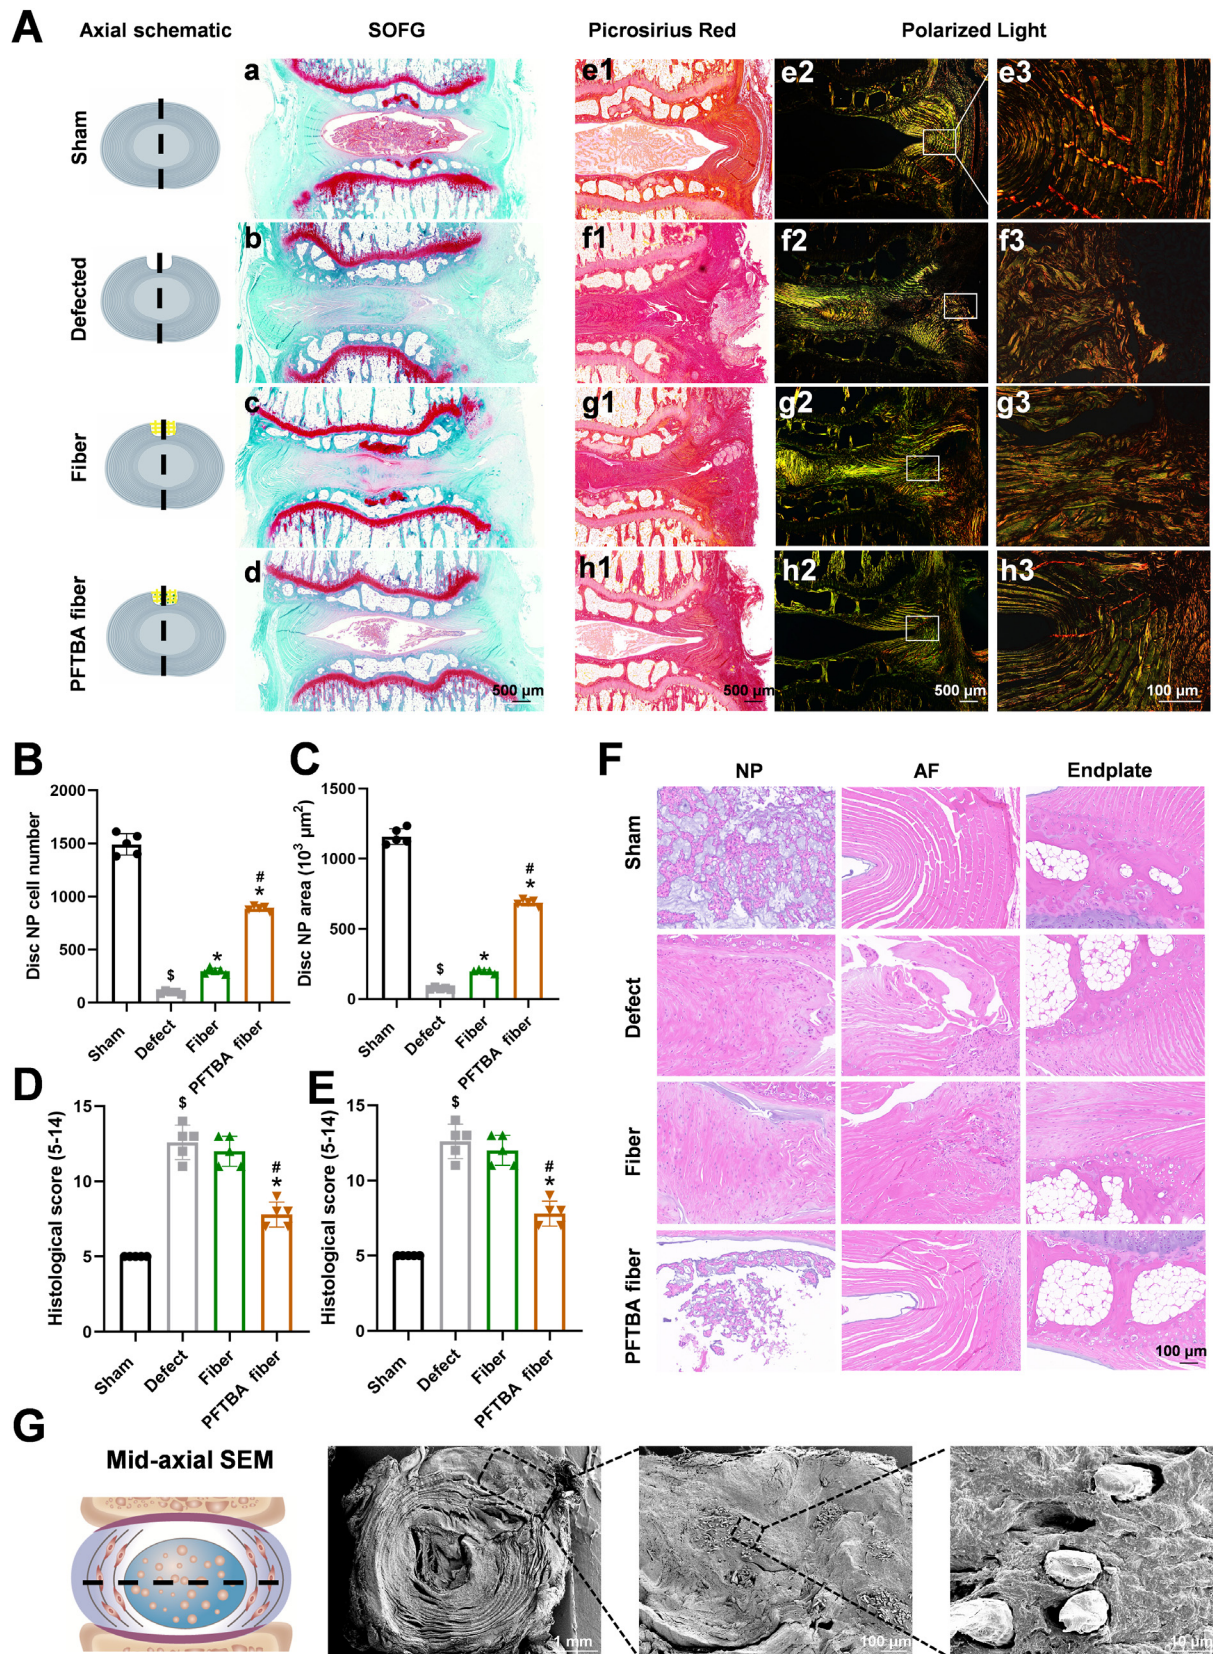 A
Axial schematic
SOFG
Picrosirius Red
Polarized Light
Sham
a
e1
e2
e3
Defected
b
f1
f2
f3
Fiber
c
g1
g2
g3
PFTBA fiber
d
h1
h2
h3
500 µm
500 µm
500 µm
100 µm
B
Disc NP cell number
2000
1500
1000
500
0
$
*
#
*
Sham
Defect
Fiber
PFTBA fiber
C
Disc NP area (10³ µm²)
1500
1000
500
0
$
*
#
*
Sham
Defect
Fiber
PFTBA fiber
D
Histological score (5-14)
15
10
5
0
$
#
*
Sham
Defect
Fiber
PFTBA fiber
E
Histological score (5-14)
15
10
5
0
$
#
*
Sham
Defect
Fiber
PFTBA fiber
F
NP
AF
Endplate
Sham
Defect
Fiber
PFTBA fiber
100 µm
G
Mid-axial SEM
1 mm
100 µm
10 µm